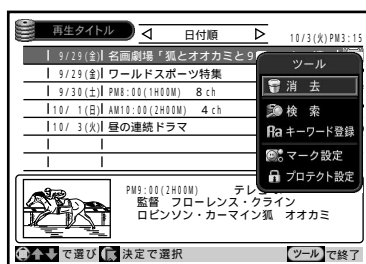 再生タイトル 日付順 10/3(火)PM3:15
9/29(金) 名画劇場「狐とオオカミと9
9/29(金) ワールドスポーツ特集
9/30(土) PM8:00(1H00M) 8ch
10/ 1(日) AM10:00(2H00M) 4ch
10/ 3(火) 昼の連続ドラマ
ツール
消 去
検 索
Ra キーワード登録
マーク設定
プロテクト設定
PM9:00(2H00M) テレビ
監督 フローレンス・クライン
ロビンソン・カーマイン狐 オオカミ
で選び 決定で選択 ツールで終了